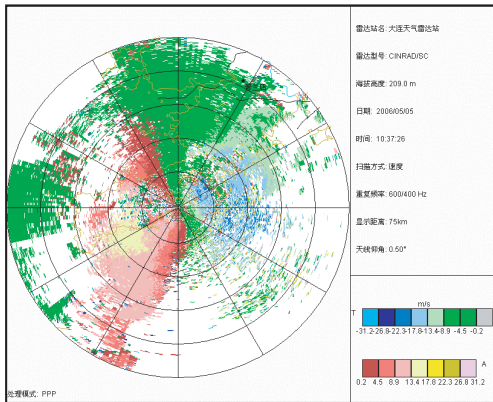 雷达站名: 大连天气雷达站
雷达型号: CINRAD/SC
海拔高度: 209.0 m
日期: 2006/05/05
时间: 10:37:26
扫描方式: 速度
重复频率: 600/400 Hz
显示距离: 75km
天线仰角: 0.50°
m/s
T
-31.2-26.8-22.3-17.8-13.4-8.9 -4.5 -0.2
A
0.2 4.5 8.9 13.4 17.8 22.3 26.8 31.2
处理模式: PPP